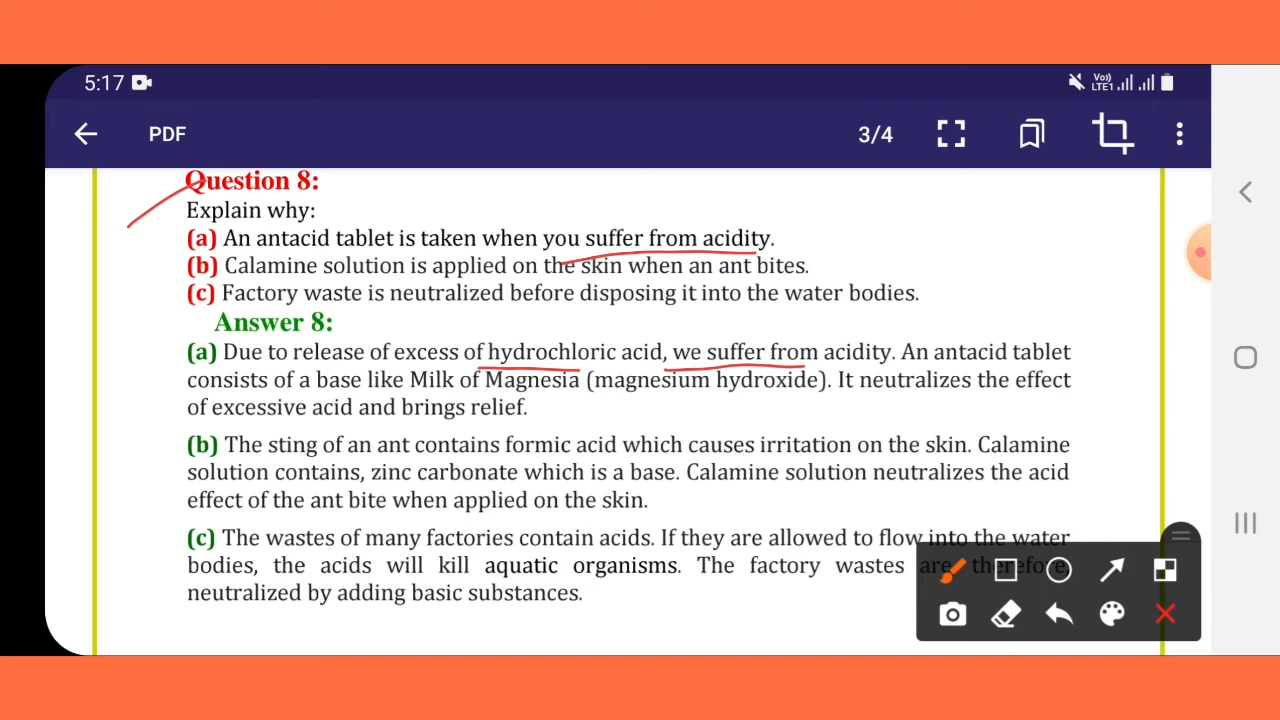 5:17 Vo)) LTE1
PDF 3/4
Question 8:
Explain why:
(a) An antacid tablet is taken when you suffer from acidity.
(b) Calamine solution is applied on the skin when an ant bites.
(c) Factory waste is neutralized before disposing it into the water bodies.
Answer 8:
(a) Due to release of excess of hydrochloric acid, we suffer from acidity. An antacid tablet
consists of a base like Milk of Magnesia (magnesium hydroxide). It neutralizes the effect
of excessive acid and brings relief.
(b) The sting of an ant contains formic acid which causes irritation on the skin. Calamine
solution contains, zinc carbonate which is a base. Calamine solution neutralizes the acid
effect of the ant bite when applied on the skin.
(c) The wastes of many factories contain acids. If they are allowed to flow into the water
bodies, the acids will kill aquatic organisms. The factory wastes are therefore,
neutralized by adding basic substances.